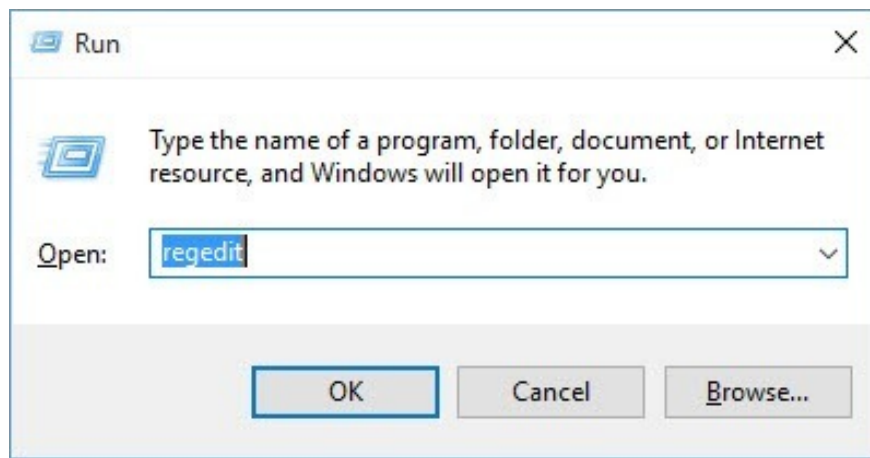 Run
Type the name of a program, folder, document, or Internet
resource, and Windows will open it for you.
Open: regedit
OK Cancel Browse...